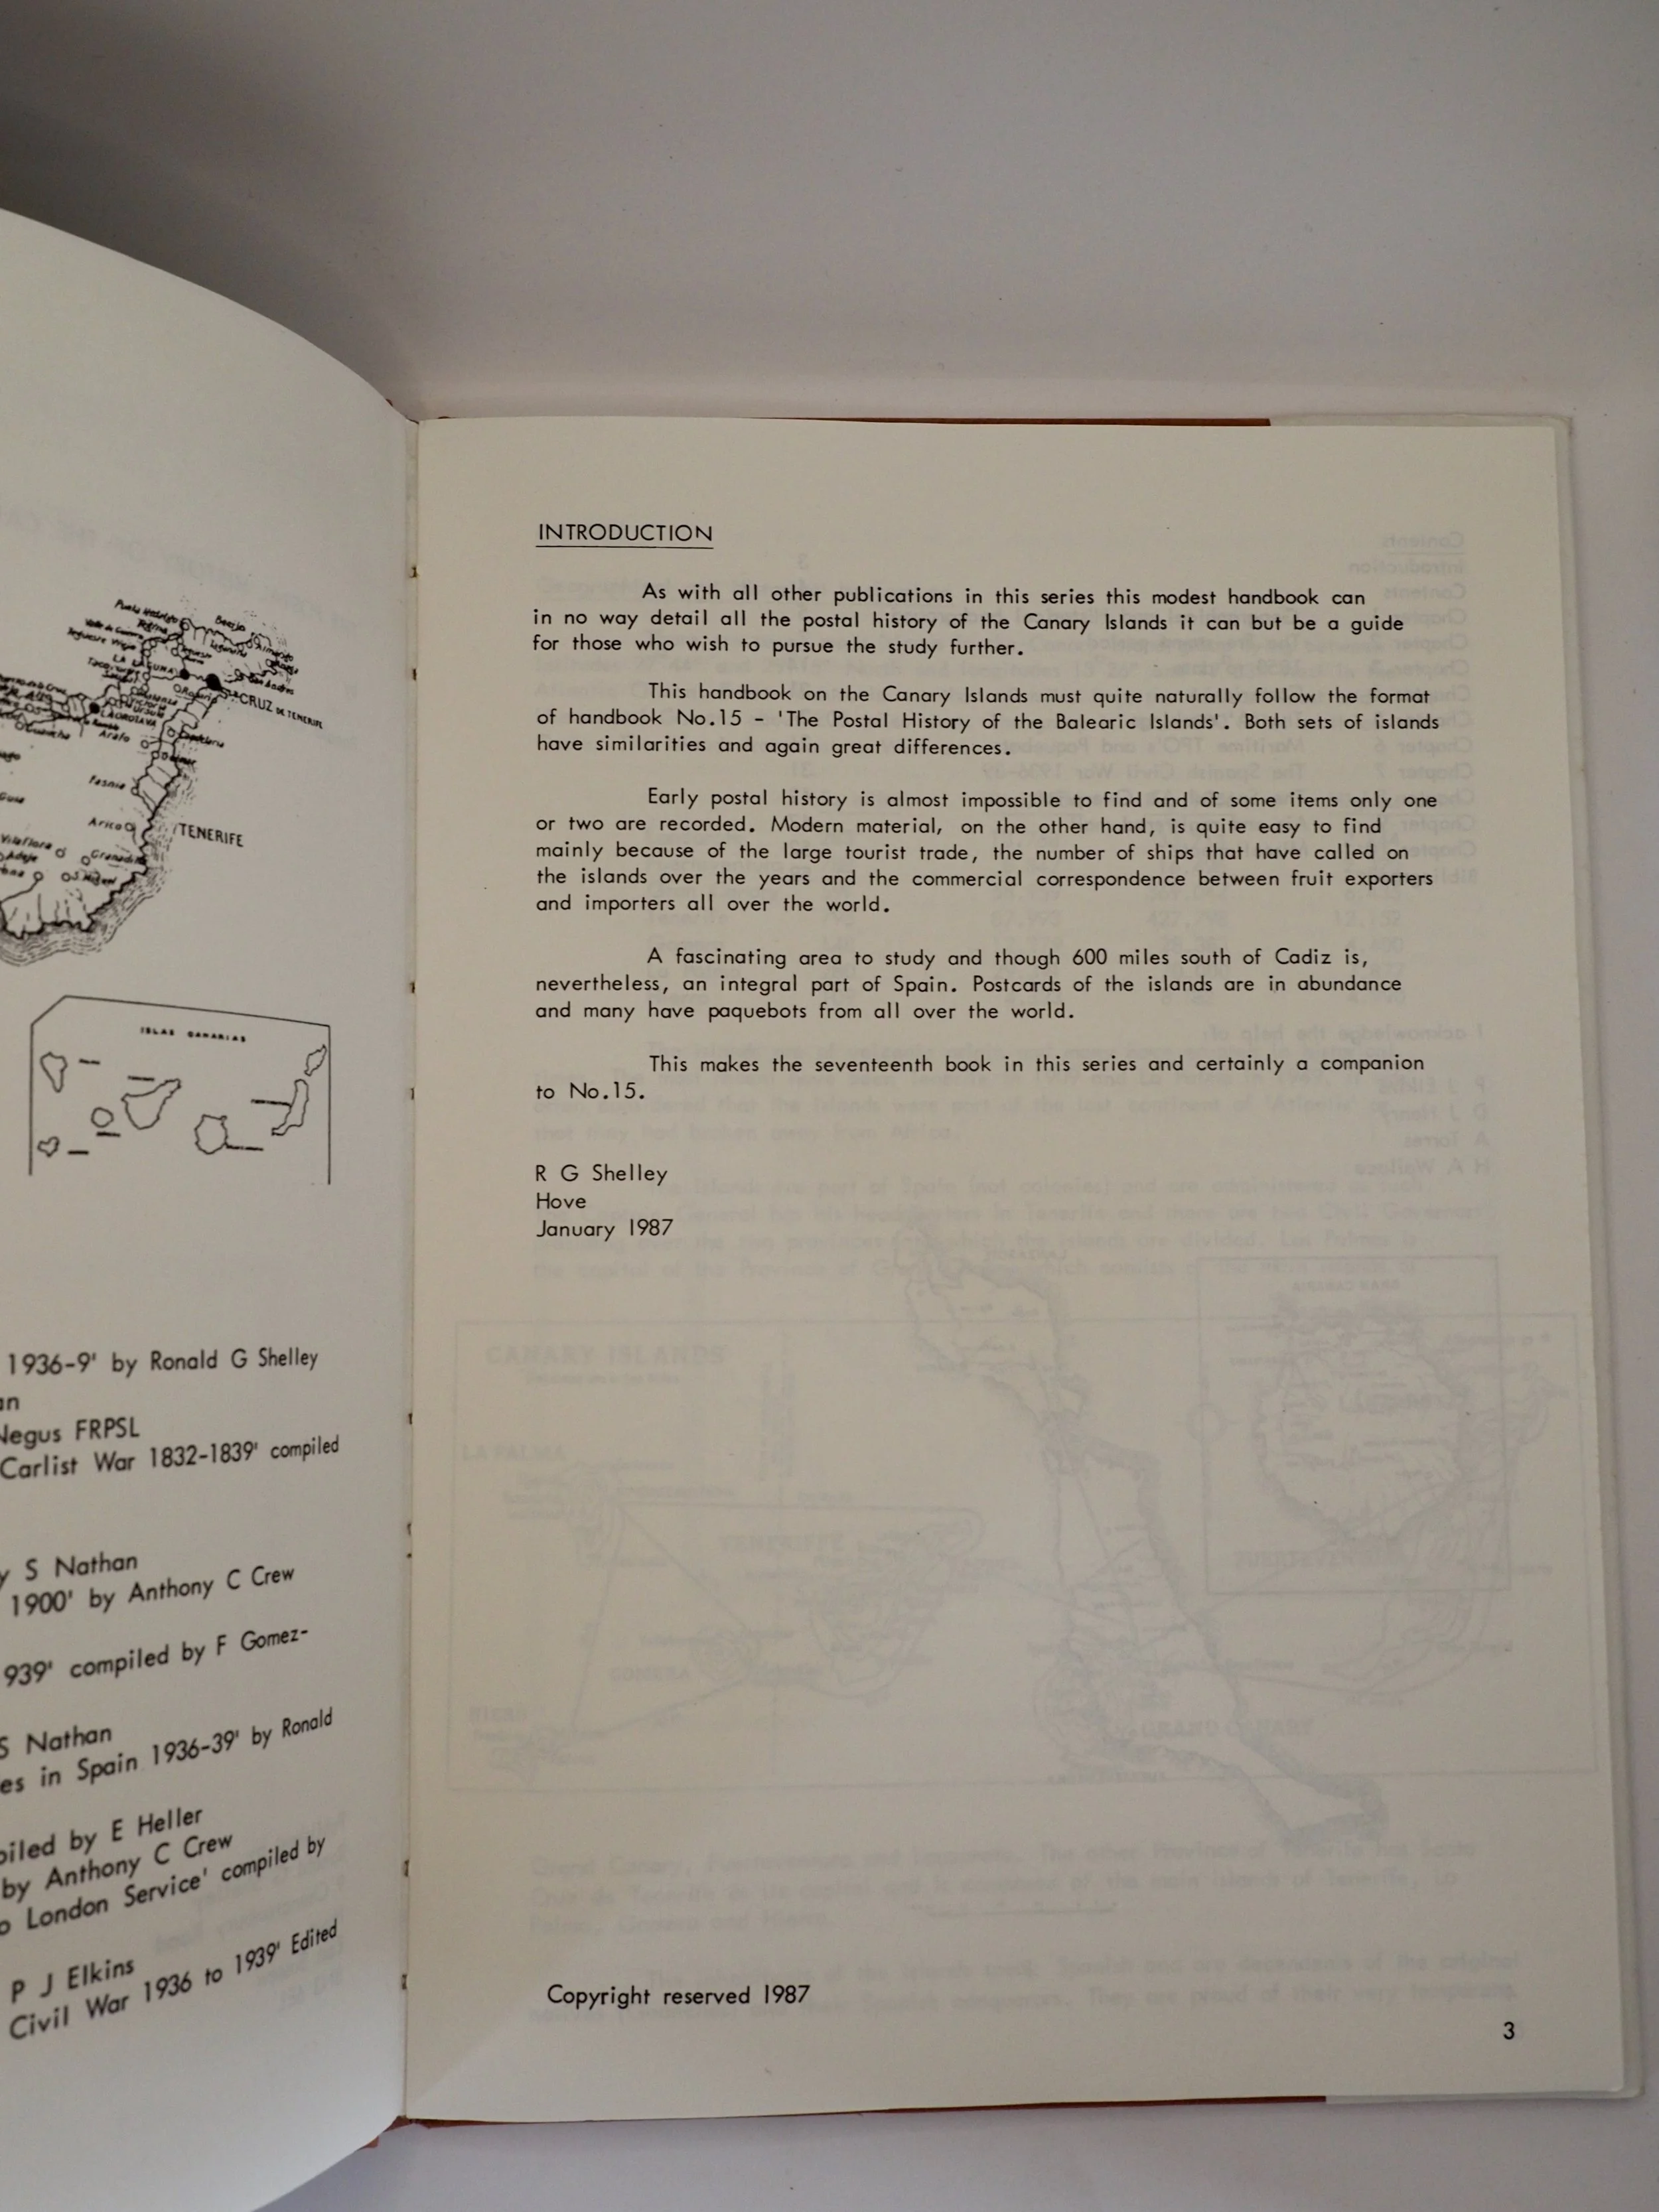 TENERIFE
ISLAS CANARIAS
1936-9' by Ronald G Shelley
Negus FRPSL
Carlist War 1832-1839' compiled
S Nathan
1900' by Anthony C Crew
939' compiled by F Gomez-
S Nathan
es in Spain 1936-39' by Ronald
piled by E Heller
by Anthony C Crew
o London Service' compiled by
P J Elkins
Civil War 1936 to 1939' Edited
INTRODUCTION
As with all other publications in this series this modest handbook can
in no way detail all the postal history of the Canary Islands it can but be a guide
for those who wish to pursue the study further.
This handbook on the Canary Islands must quite naturally follow the format
of handbook No.15 - 'The Postal History of the Balearic Islands'. Both sets of islands
have similarities and again great differences.
Early postal history is almost impossible to find and of some items only one
or two are recorded. Modern material, on the other hand, is quite easy to find
mainly because of the large tourist trade, the number of ships that have called on
the islands over the years and the commercial correspondence between fruit exporters
and importers all over the world.
A fascinating area to study and though 600 miles south of Cadiz is,
nevertheless, an integral part of Spain. Postcards of the islands are in abundance
and many have paquebots from all over the world.
This makes the seventeenth book in this series and certainly a companion
to No.15.
R G Shelley
Hove
January 1987
Copyright reserved 1987
3